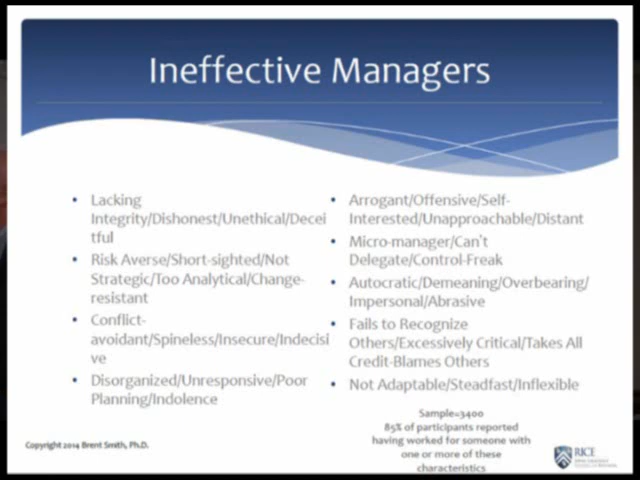 Ineffective Managers
• Lacking
Integrity/Dishonest/Unethical/Decei
tful
• Risk Averse/Short-sighted/Not
Strategic/Too Analytical/Change-
resistant
• Conflict-
avoidant/Spineless/Insecure/Indecisi
ve
• Disorganized/Unresponsive/Poor
Planning/Indolence
• Arrogant/Offensive/Self-
Interested/Unapproachable/Distant
• Micro-manager/Can't
Delegate/Control-Freak
• Autocratic/Demeaning/Overbearing/
Impersonal/Abrasive
• Fails to Recognize
Others/Excessively Critical/Takes All
Credit-Blames Others
• Not Adaptable/Steadfast/Inflexible
Sample=3400
85% of participants reported
having worked for someone with
one or more of these
characteristics
Copyright 2014 Brent Smith, Ph.D.
RICE